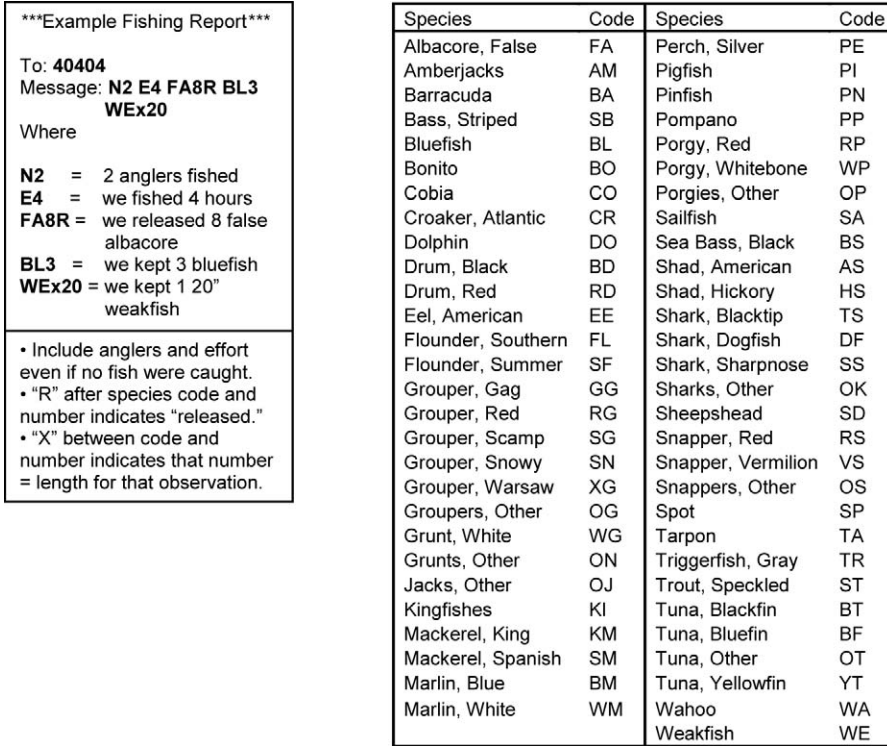 ***Example Fishing Report***
To: 40404
Message: N2 E4 FA8R BL3
WEx20
Where
N2 = 2 anglers fished
E4 = we fished 4 hours
FA8R = we released 8 false
albacore
BL3 = we kept 3 bluefish
WEx20 = we kept 1 20”
weakfish
• Include anglers and effort
even if no fish were caught.
• “R” after species code and
number indicates “released.”
• “X” between code and
number indicates that number
= length for that observation.
Species Code Species Code
Albacore, False FA Perch, Silver PE
Amberjacks AM Pigfish PI
Barracuda BA Pinfish PN
Bass, Striped SB Pompano PP
Bluefish BL Porgy, Red RP
Bonito BO Porgy, Whitebone WP
Cobia CO Porgies, Other OP
Croaker, Atlantic CR Sailfish SA
Dolphin DO Sea Bass, Black BS
Drum, Black BD Shad, American AS
Drum, Red RD Shad, Hickory HS
Eel, American EE Shark, Blacktip TS
Flounder, Southern FL Shark, Dogfish DF
Flounder, Summer SF Shark, Sharpnose SS
Grouper, Gag GG Sharks, Other OK
Grouper, Red RG Sheepshead SD
Grouper, Scamp SG Snapper, Red RS
Grouper, Snowy SN Snapper, Vermilion VS
Grouper, Warsaw XG Snappers, Other OS
Groupers, Other OG Spot SP
Grunt, White WG Tarpon TA
Grunts, Other ON Triggerfish, Gray TR
Jacks, Other OJ Trout, Speckled ST
Kingfishes KI Tuna, Blackfin BT
Mackerel, King KM Tuna, Bluefin BF
Mackerel, Spanish SM Tuna, Other OT
Marlin, Blue BM Tuna, Yellowfin YT
Marlin, White WM Wahoo WA
Weakfish WE